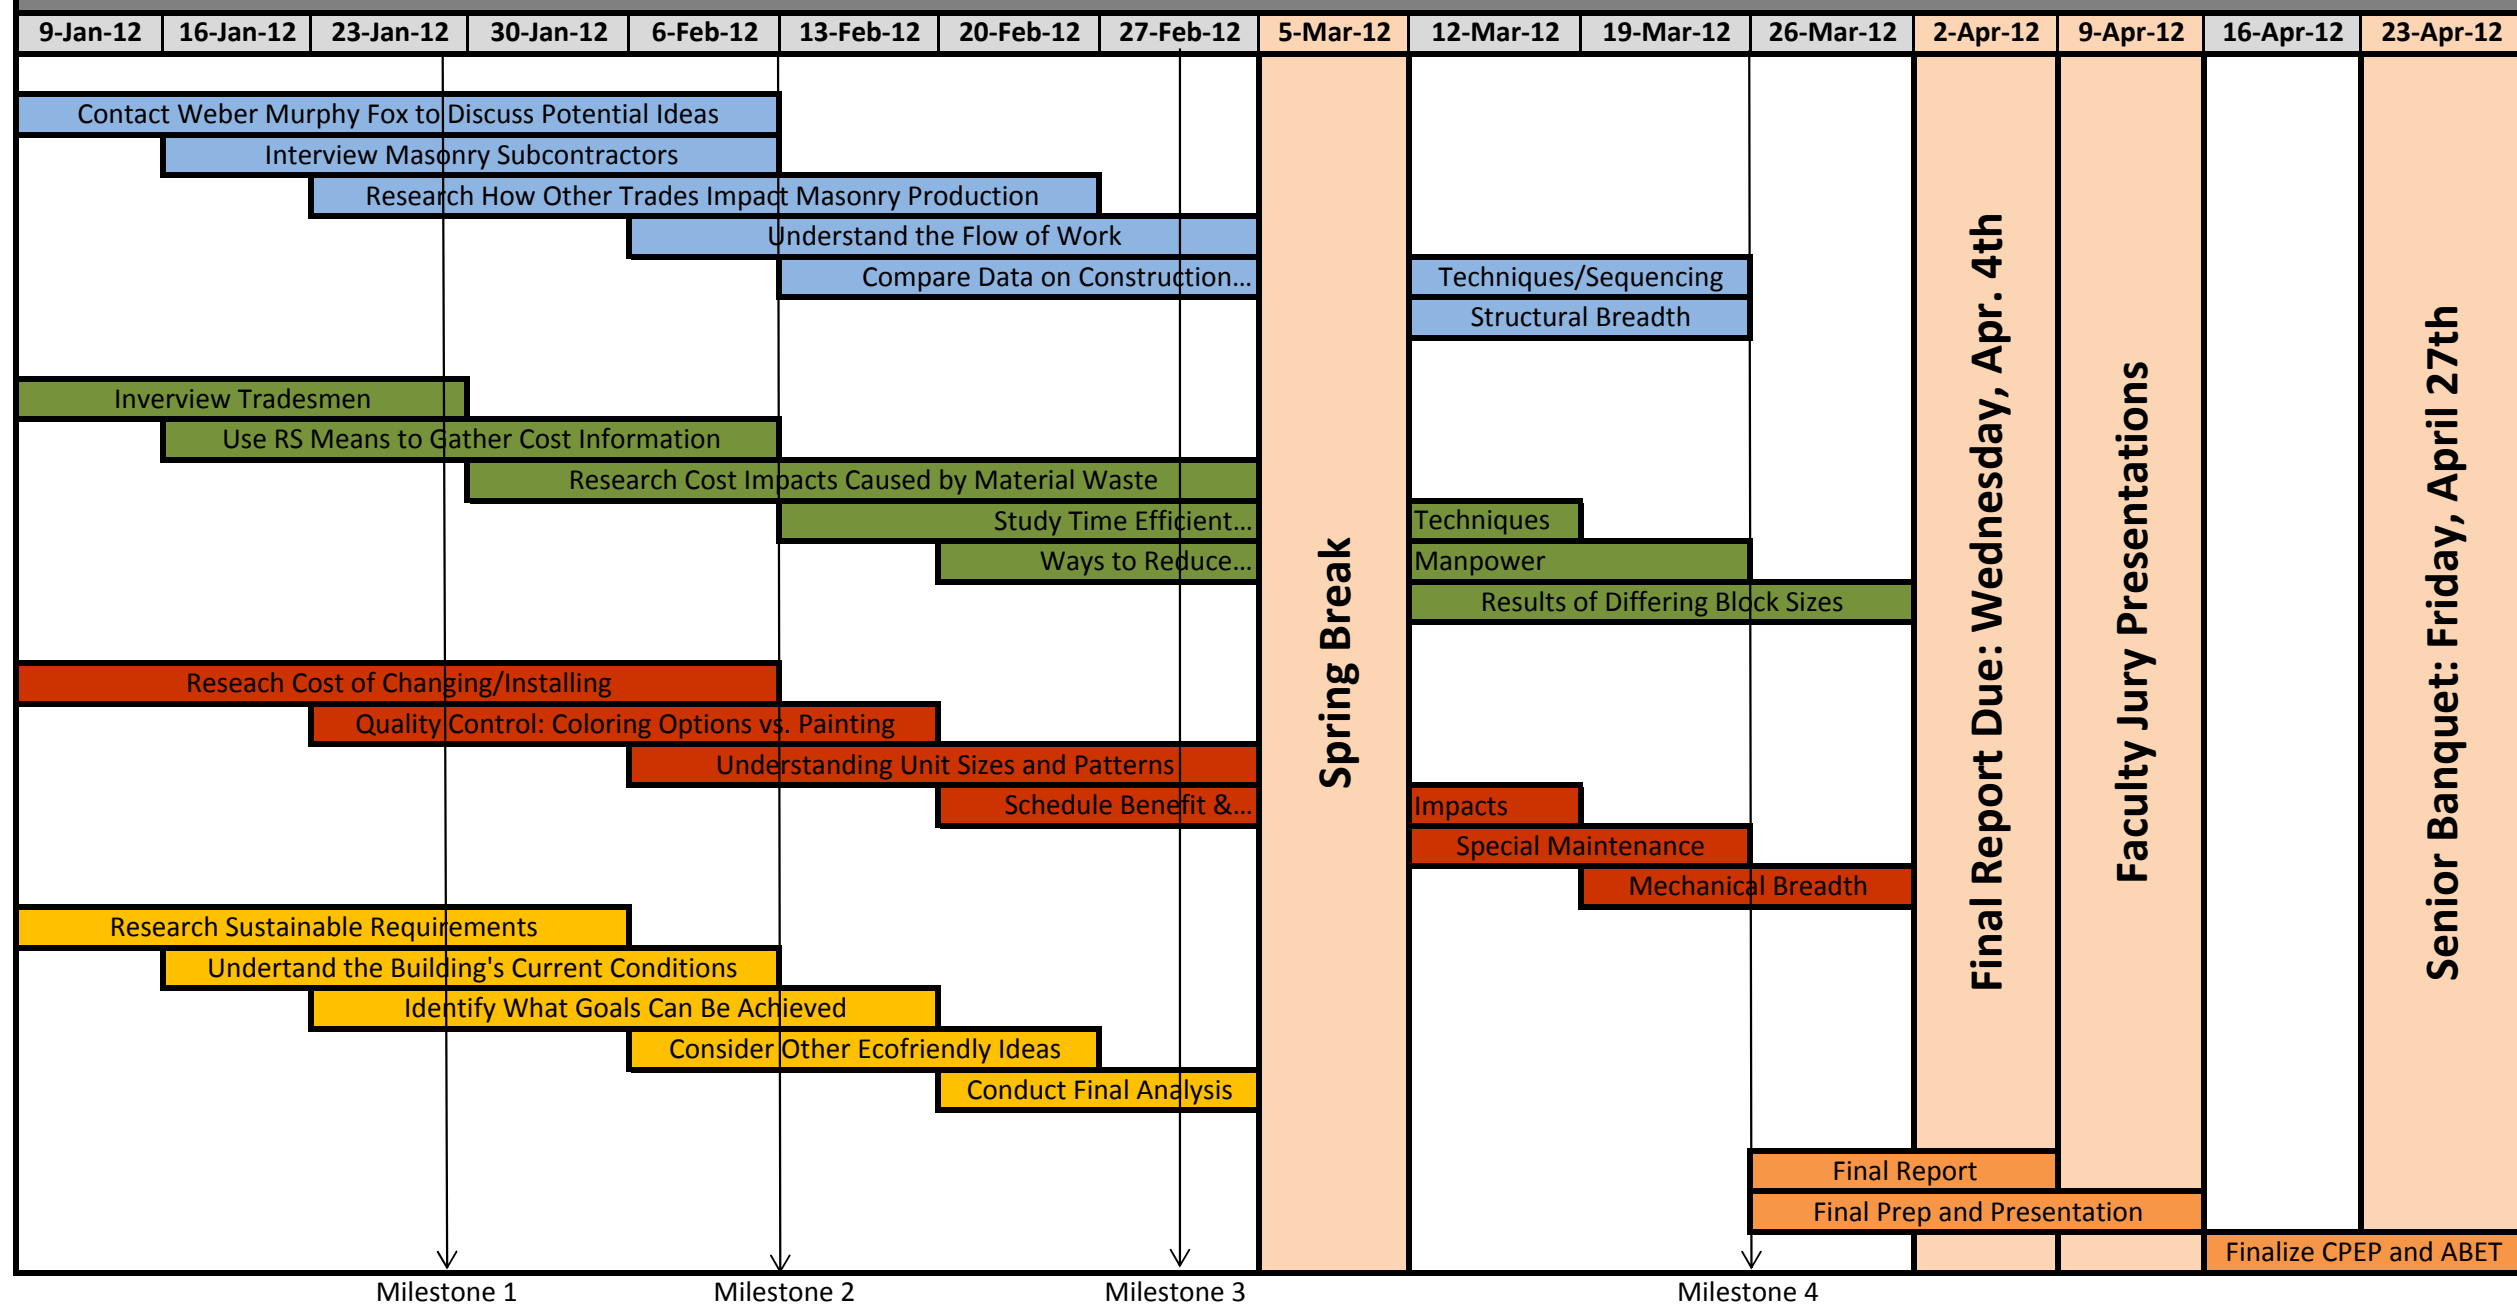 9-Jan-12 16-Jan-12 23-Jan-12 30-Jan-12 6-Feb-12 13-Feb-12 20-Feb-12 27-Feb-12 5-Mar-12 12-Mar-12 19-Mar-12 26-Mar-12 2-Apr-12 9-Apr-12 16-Apr-12 23-Apr-12
Contact Weber Murphy Fox to Discuss Potential Ideas
Interview Masonry Subcontractors
Research How Other Trades Impact Masonry Production
Understand the Flow of Work
Compare Data on Construction... Techniques/Sequencing
Structural Breadth
Inverview Tradesmen
Use RS Means to Gather Cost Information
Research Cost Impacts Caused by Material Waste
Study Time Efficient... Techniques
Ways to Reduce... Manpower
Results of Differing Block Sizes
Reseach Cost of Changing/Installing
Quality Control: Coloring Options vs. Painting
Understanding Unit Sizes and Patterns
Schedule Benefit &... Impacts
Special Maintenance
Mechanical Breadth
Research Sustainable Requirements
Undertand the Building's Current Conditions
Identify What Goals Can Be Achieved
Consider Other Ecofriendly Ideas
Conduct Final Analysis
Spring Break
Final Report Due: Wednesday, Apr. 4th
Faculty Jury Presentations
Senior Banquet: Friday, April 27th
Final Report
Final Prep and Presentation
Finalize CPEP and ABET
Milestone 1 Milestone 2 Milestone 3 Milestone 4